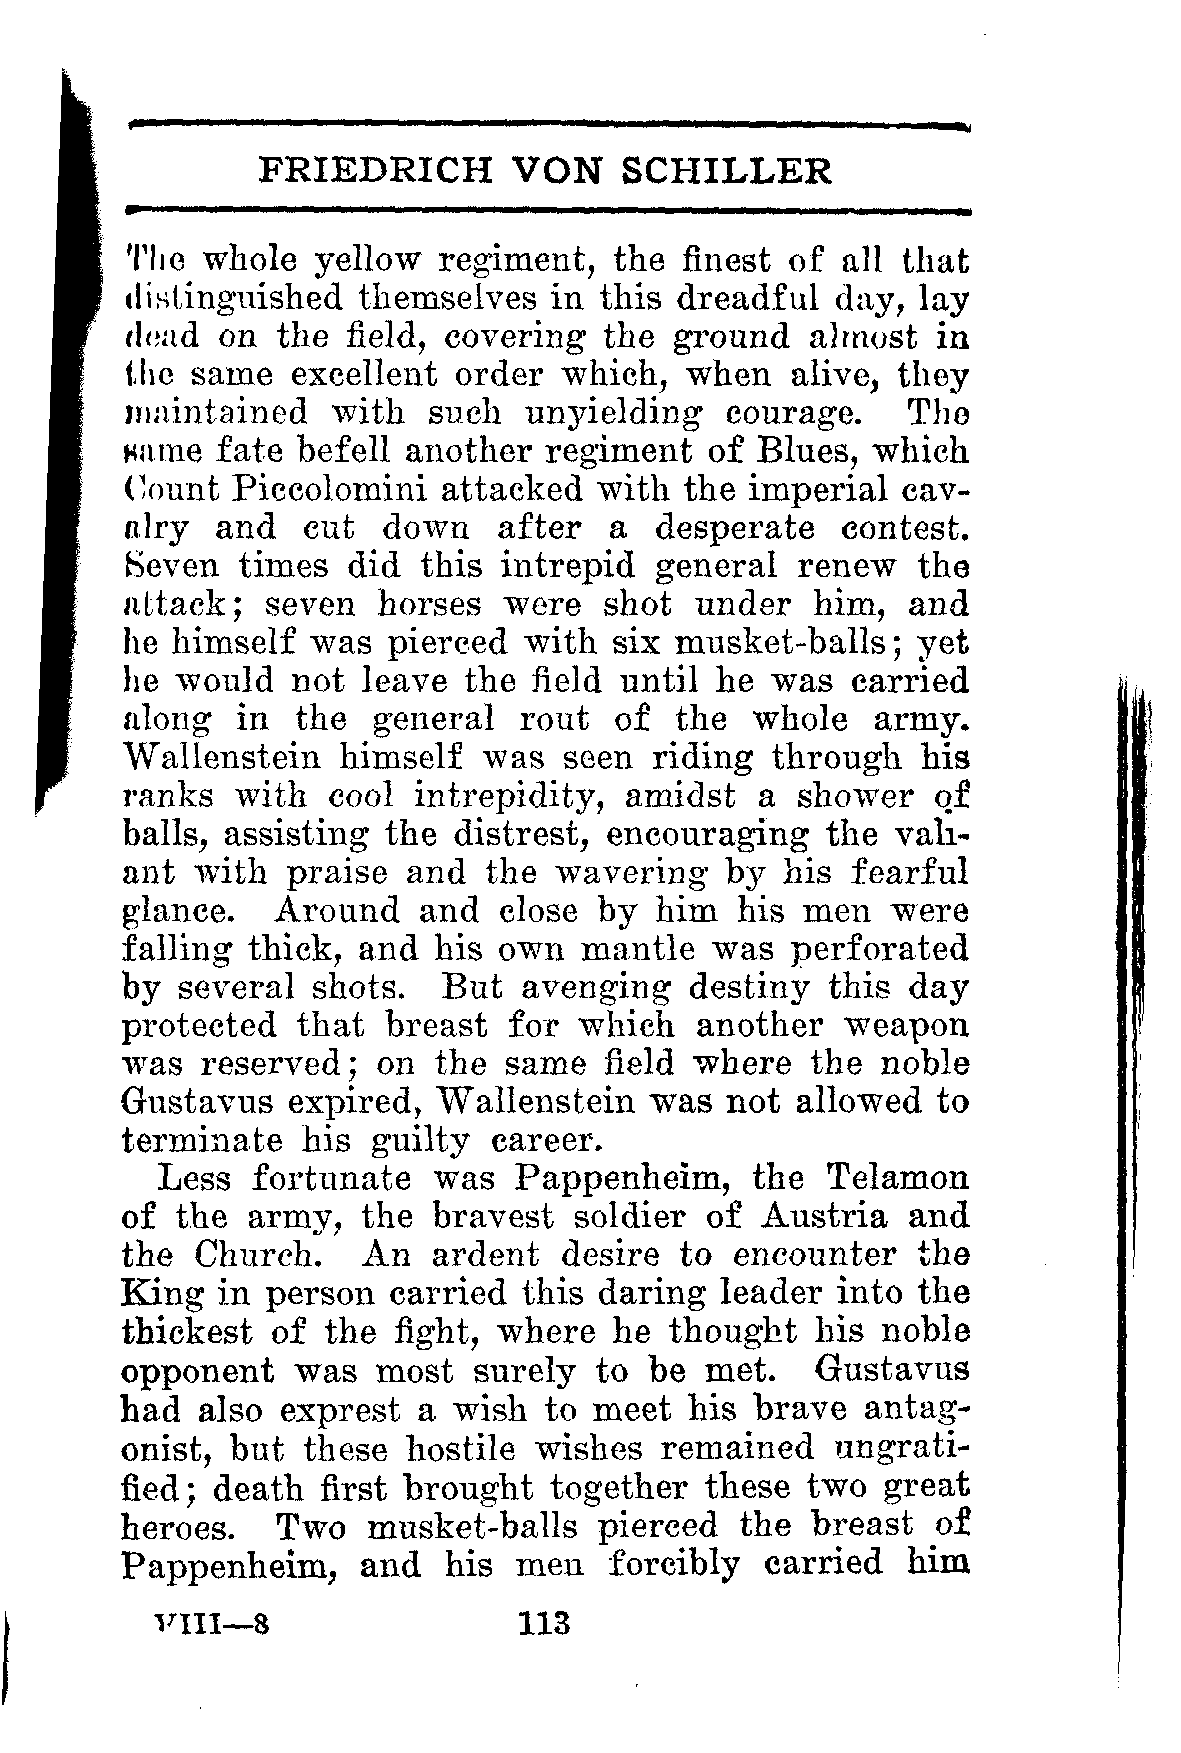 FRIEDRICH VON SCHILLER
The whole yellow regiment, the finest of all that
distinguished themselves in this dreadful day, lay
dead on the field, covering the ground almost in
the same excellent order which, when alive, they
maintained with such unyielding courage. The
same fate befell another regiment of Blues, which
Count Piccolomini attacked with the imperial cav-
alry and cut down after a desperate contest.
Seven times did this intrepid general renew the
attack; seven horses were shot under him, and
he himself was pierced with six musket-balls; yet
he would not leave the field until he was carried
along in the general rout of the whole army.
Wallenstein himself was seen riding through his
ranks with cool intrepidity, amidst a shower of
balls, assisting the distrest, encouraging the vali-
ant with praise and the wavering by his fearful
glance. Around and close by him his men were
falling thick, and his own mantle was perforated
by several shots. But avenging destiny this day
protected that breast for which another weapon
was reserved; on the same field where the noble
Gustavus expired, Wallenstein was not allowed to
terminate his guilty career.
Less fortunate was Pappenheim, the Telamon
of the army, the bravest soldier of Austria and
the Church. An ardent desire to encounter the
King in person carried this daring leader into the
thickest of the fight, where he thought his noble
opponent was most surely to be met. Gustavus
had also exprest a wish to meet his brave antag-
onist, but these hostile wishes remained ungrati-
fied; death first brought together these two great
heroes. Two musket-balls pierced the breast of
Pappenheim, and his men forcibly carried him
VIII—8 113